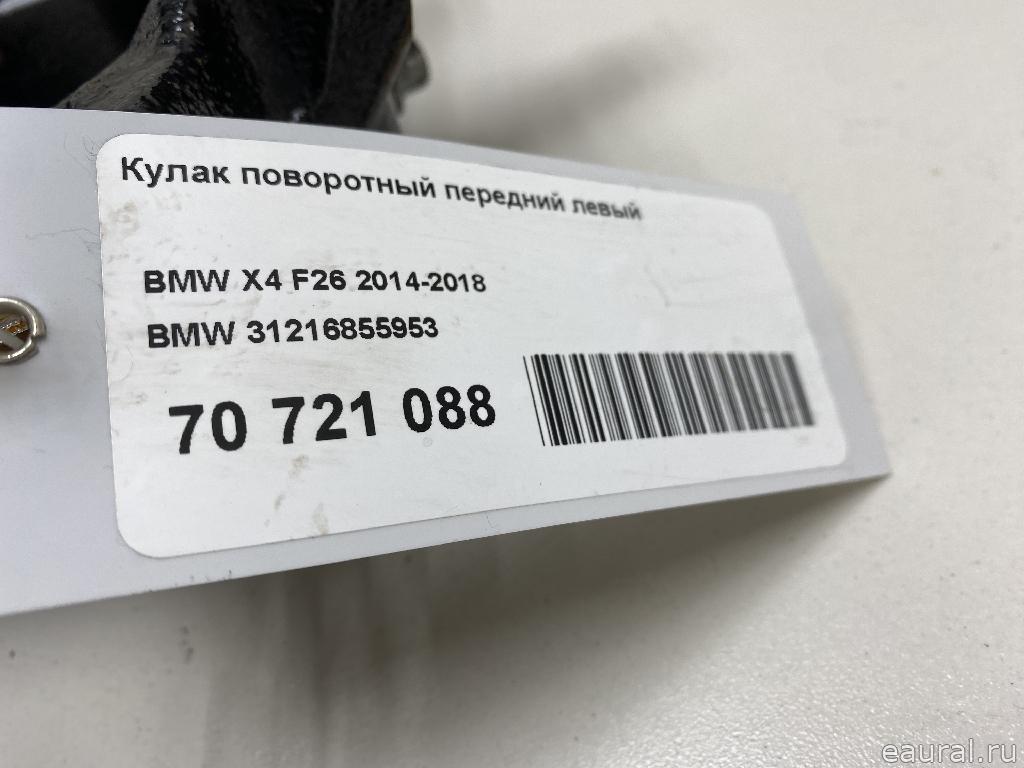 Кулак поворотный передний левый
BMW X4 F26 2014-2018
BMW 31216855953
70 721 088
eaural.ru